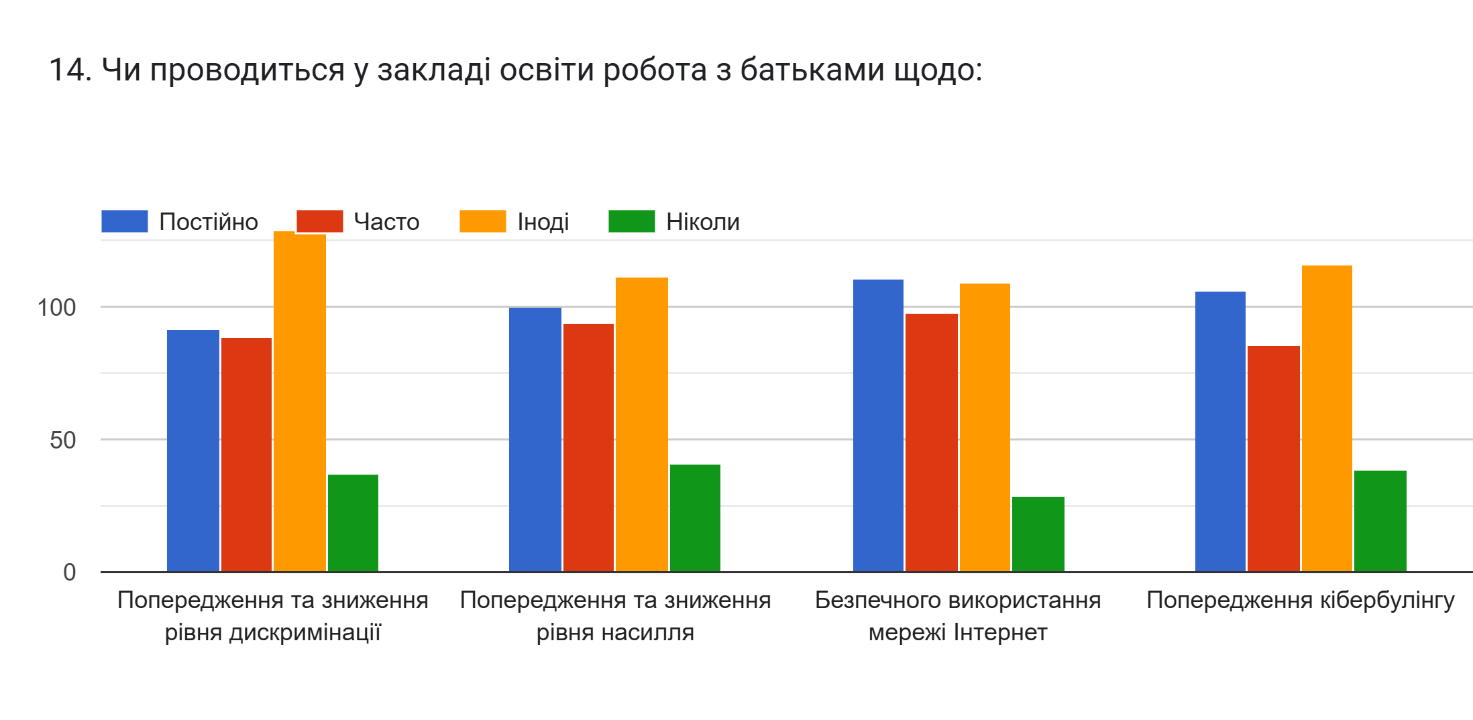 14. Чи проводиться у закладі освіти робота з батьками щодо:
Постійно Часто Іноді Ніколи
100
50
0
Попередження та зниження рівня дискримінації
Попередження та зниження рівня насилля
Безпечного використання мережі Інтернет
Попередження кібербулінгу